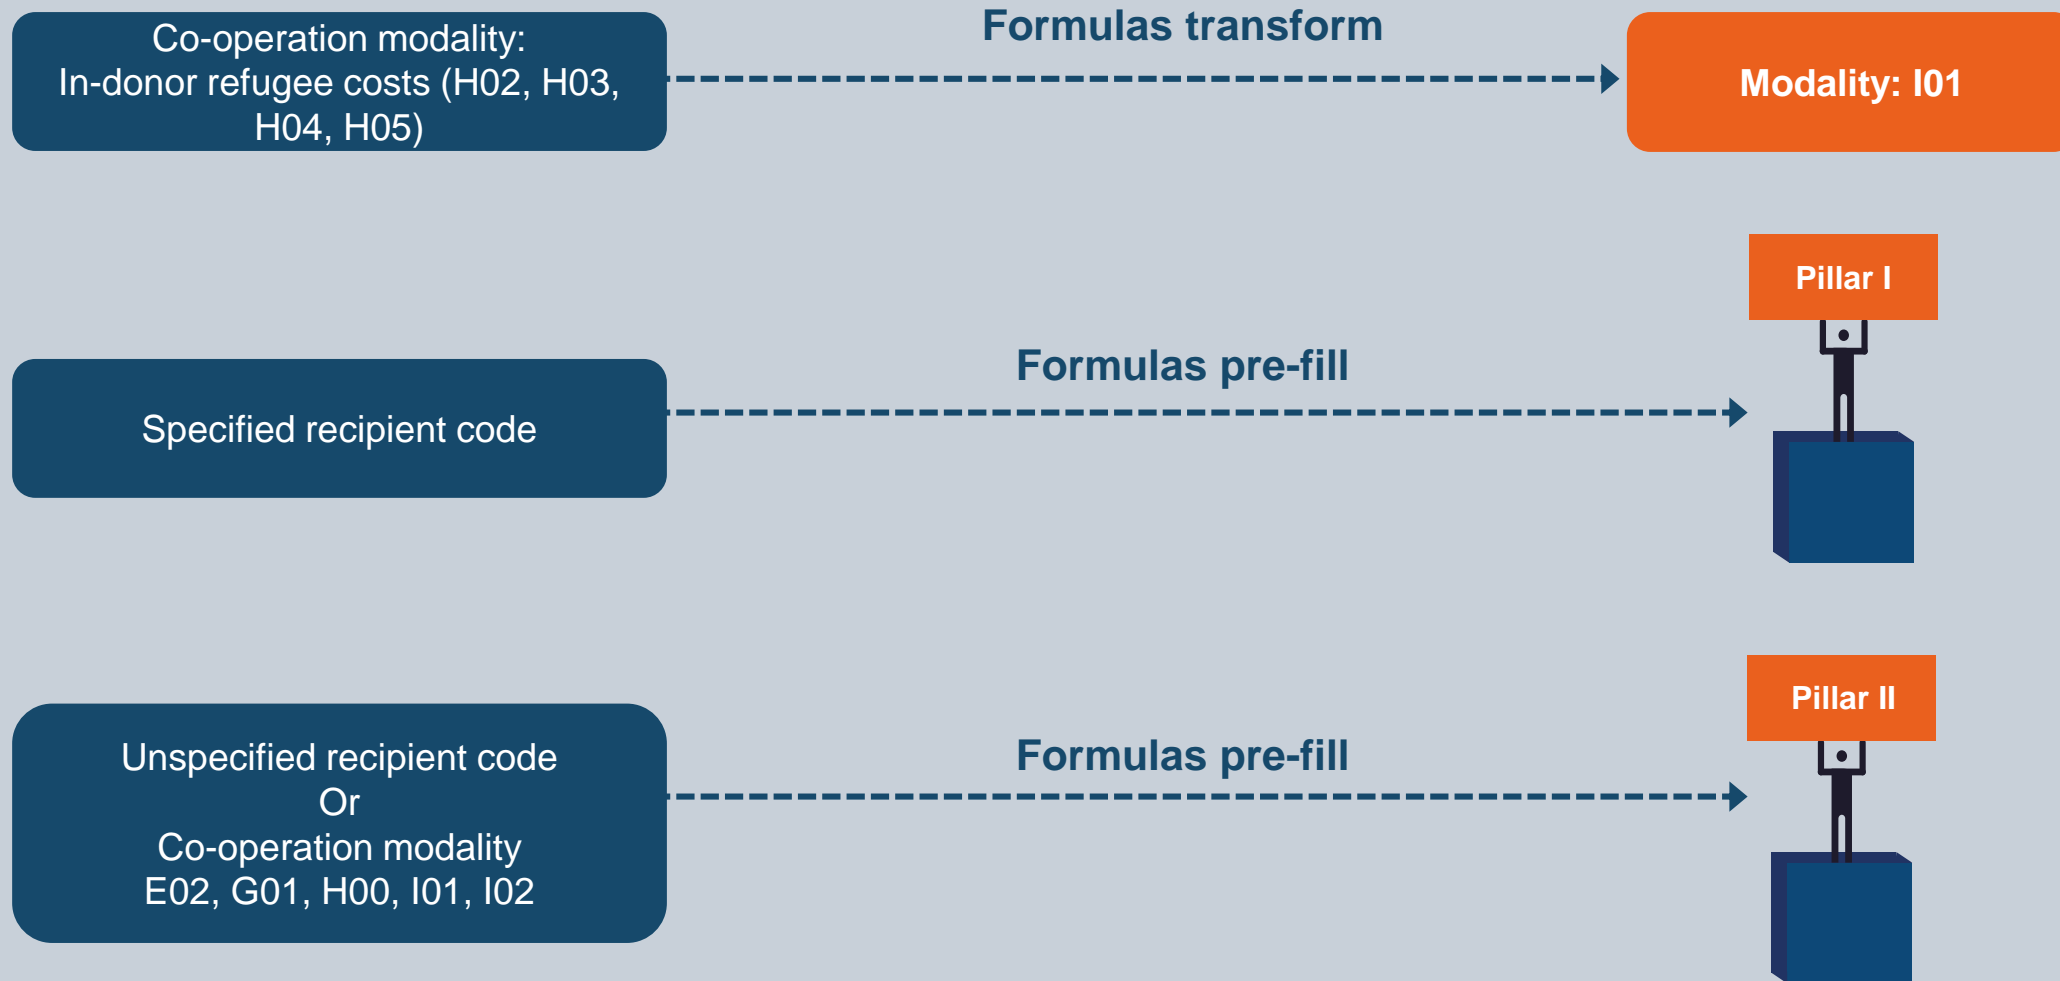 Co-operation modality:
In-donor refugee costs (H02, H03,
H04, H05)
Formulas transform
Modality: I01
Specified recipient code
Formulas pre-fill
Pillar I
Unspecified recipient code
Or
Co-operation modality
E02, G01, H00, I01, I02
Formulas pre-fill
Pillar II